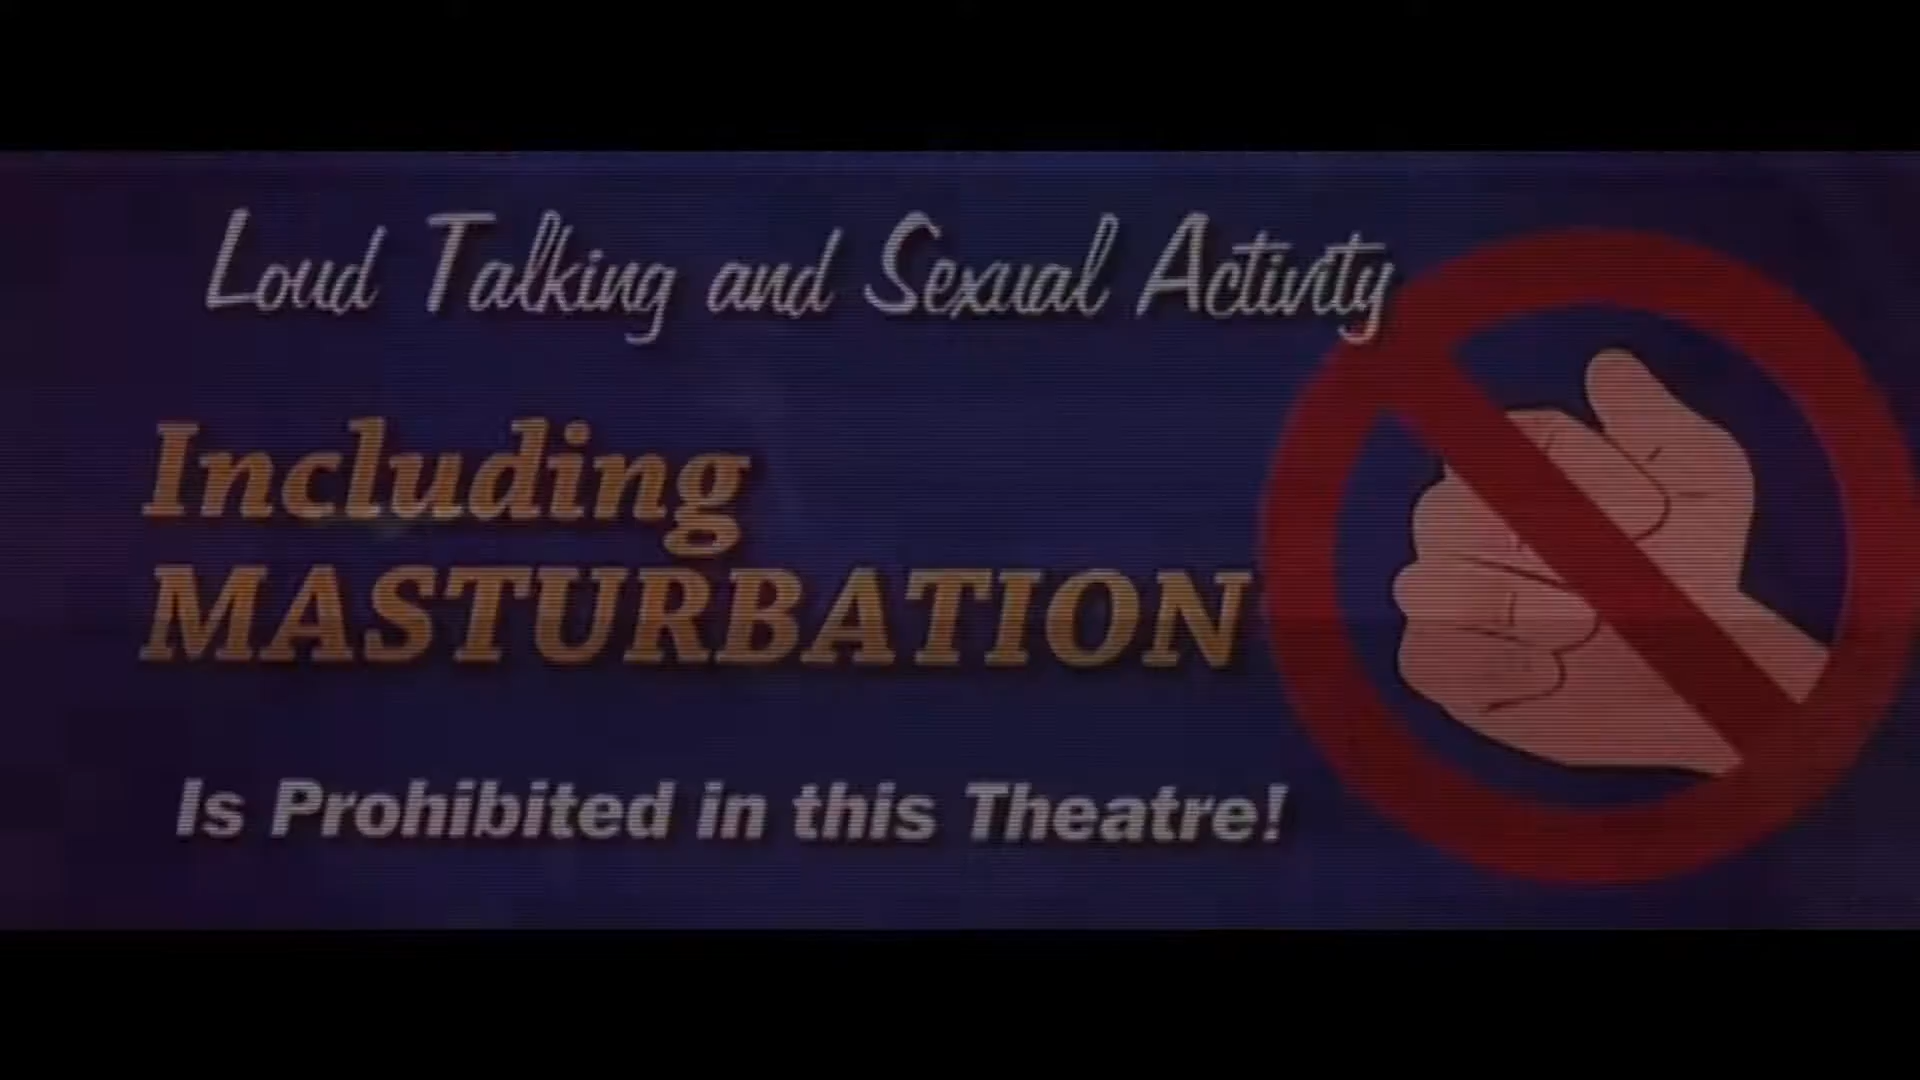 Loud Talking and Sexual Activity
Including
MASTURBATION
Is Prohibited in this Theatre!